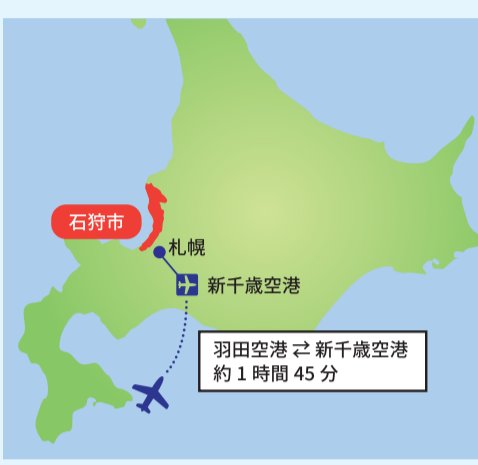 石狩市
札幌
新千歳空港
羽田空港 ⇄ 新千歳空港
約 1 時間 45 分